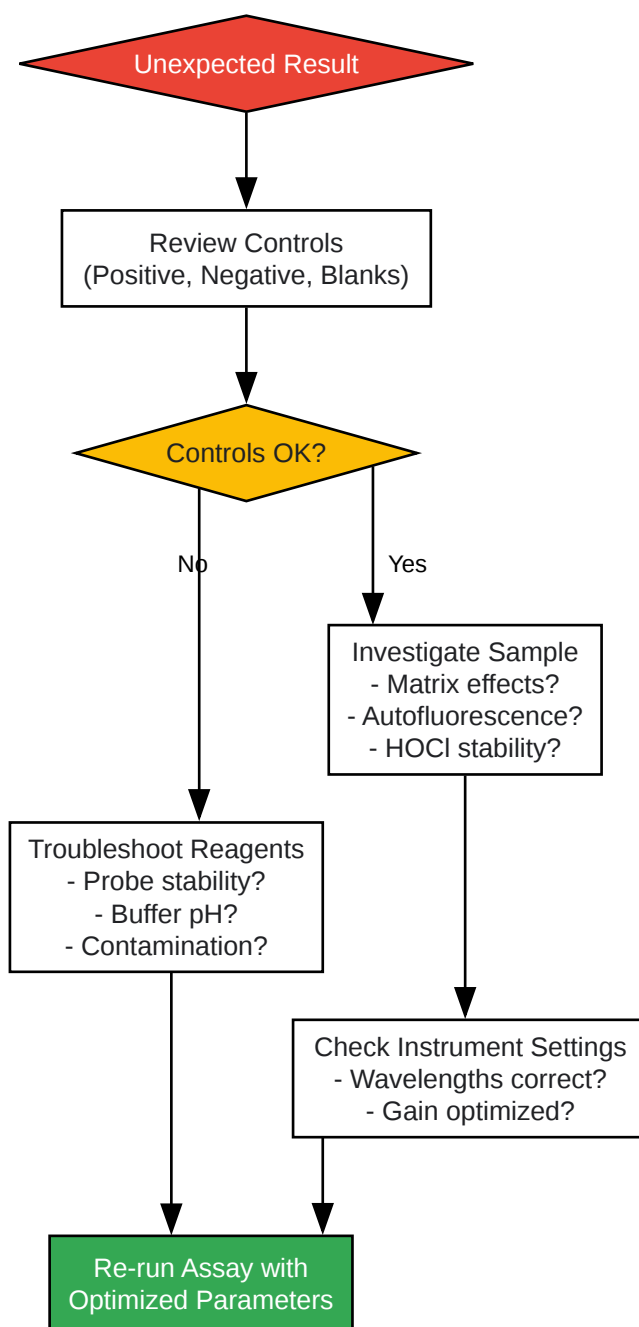 Unexpected Result
Review Controls
(Positive, Negative, Blanks)
Controls OK?
No
Yes
Investigate Sample
- Matrix effects?
- Autofluorescence?
- HOCl stability?
Troubleshoot Reagents
- Probe stability?
- Buffer pH?
- Contamination?
Check Instrument Settings
- Wavelengths correct?
- Gain optimized?
Re-run Assay with
Optimized Parameters